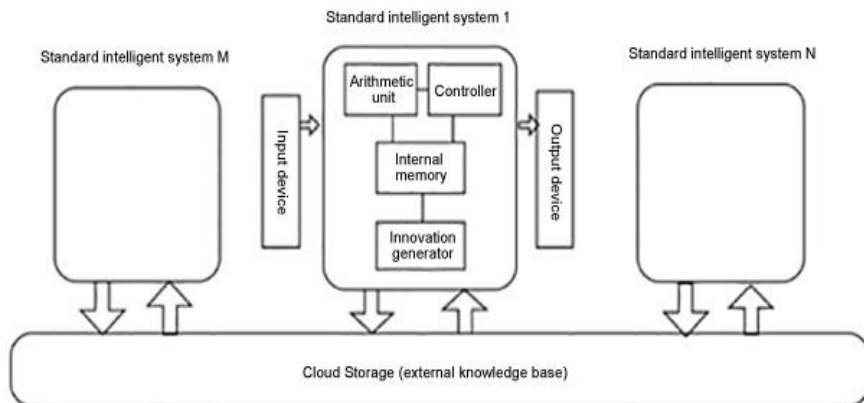 Standard intelligent system 1
Standard intelligent system M
Standard intelligent system N
Arithmetic
unit
Controller
Input device
Output device
Internal
memory
Innovation
generator
Cloud Storage (external knowledge base)